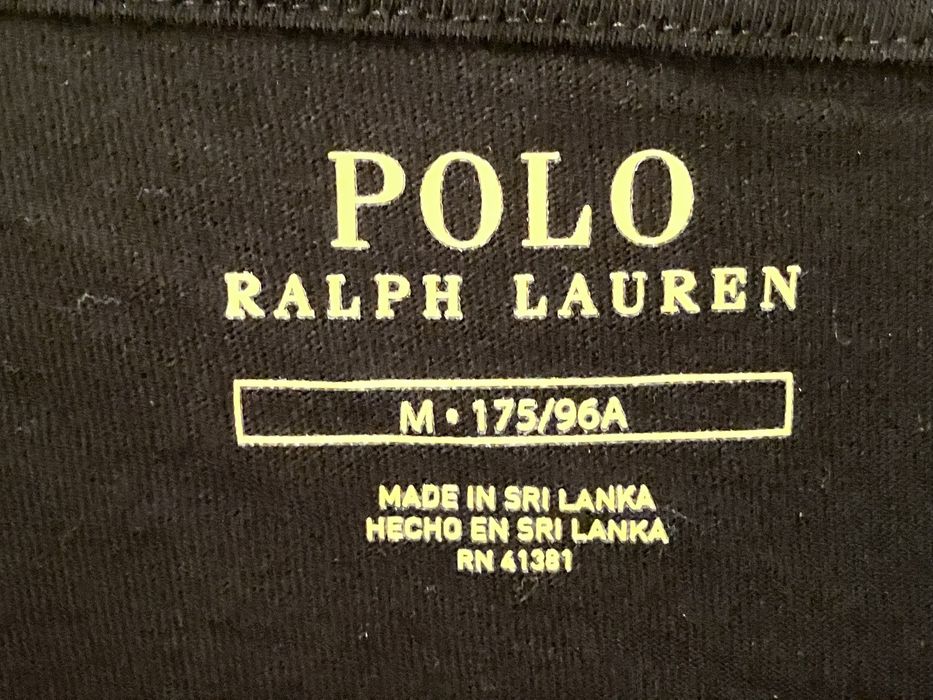 POLO
RALPH LAUREN
M • 175/96A
MADE IN SRI LANKA
HECHO EN SRI LANKA
RN 41381